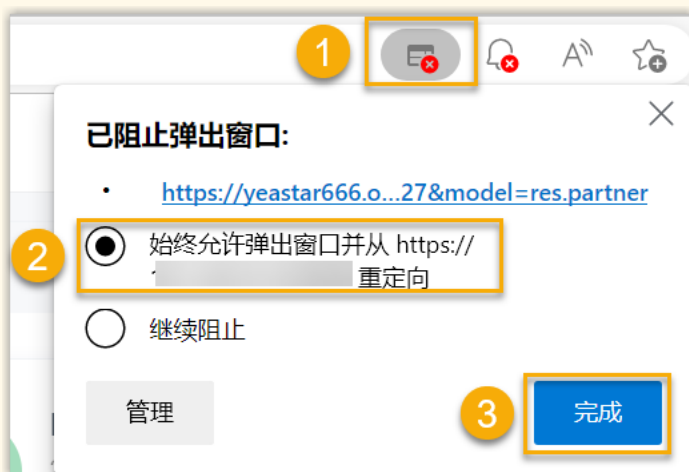 1
A
已阻止弹出窗口:
• https://yeastar666.o...27&model=res.partner
2
始终允许弹出窗口并从 https://
重定向
继续阻止
管理
3
完成